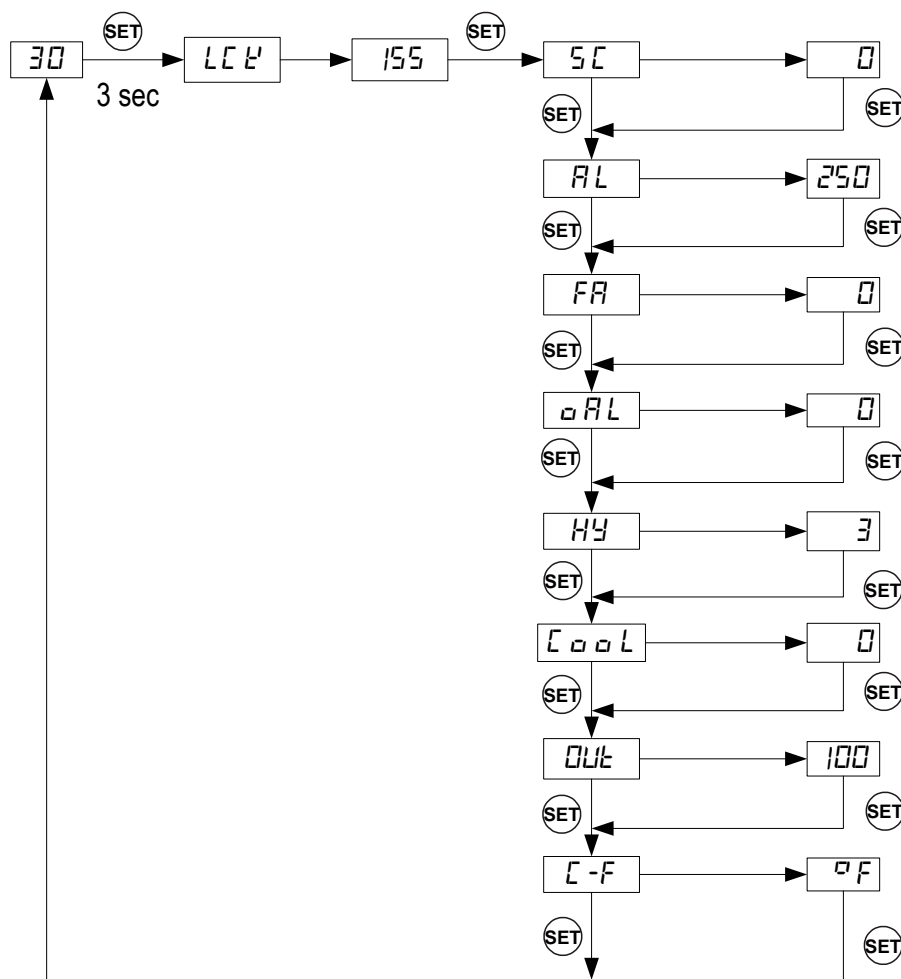 SET SET
30 LCK 155 SC 0
3 sec
SET SET
AL 250
SET SET
FA 0
SET SET
oAL 0
SET SET
HY 3
SET SET
CooL 0
SET SET
OUt 100
SET SET
C-F °F
SET SET